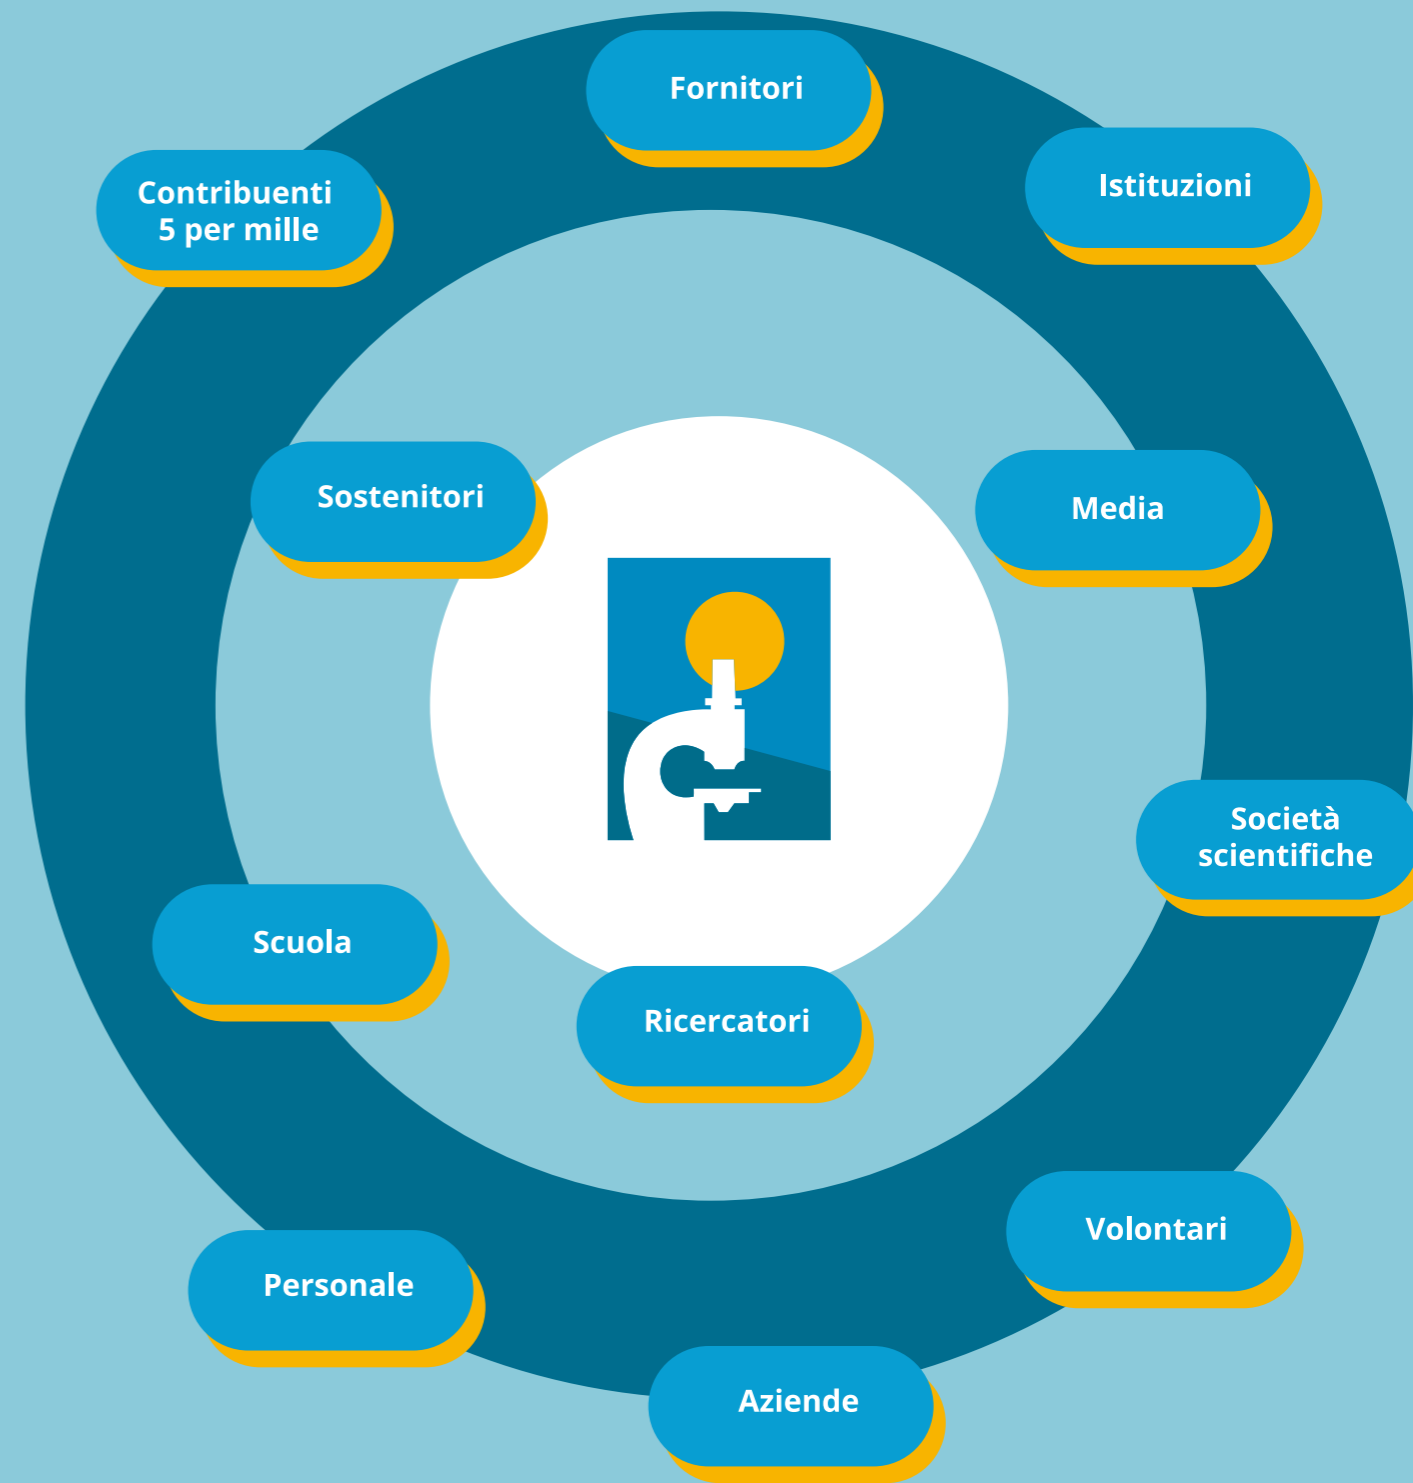 Fornitori
Istituzioni
Contribuenti
5 per mille
Sostenitori
Media
Società
scientifiche
Scuola
Ricercatori
Volontari
Personale
Aziende